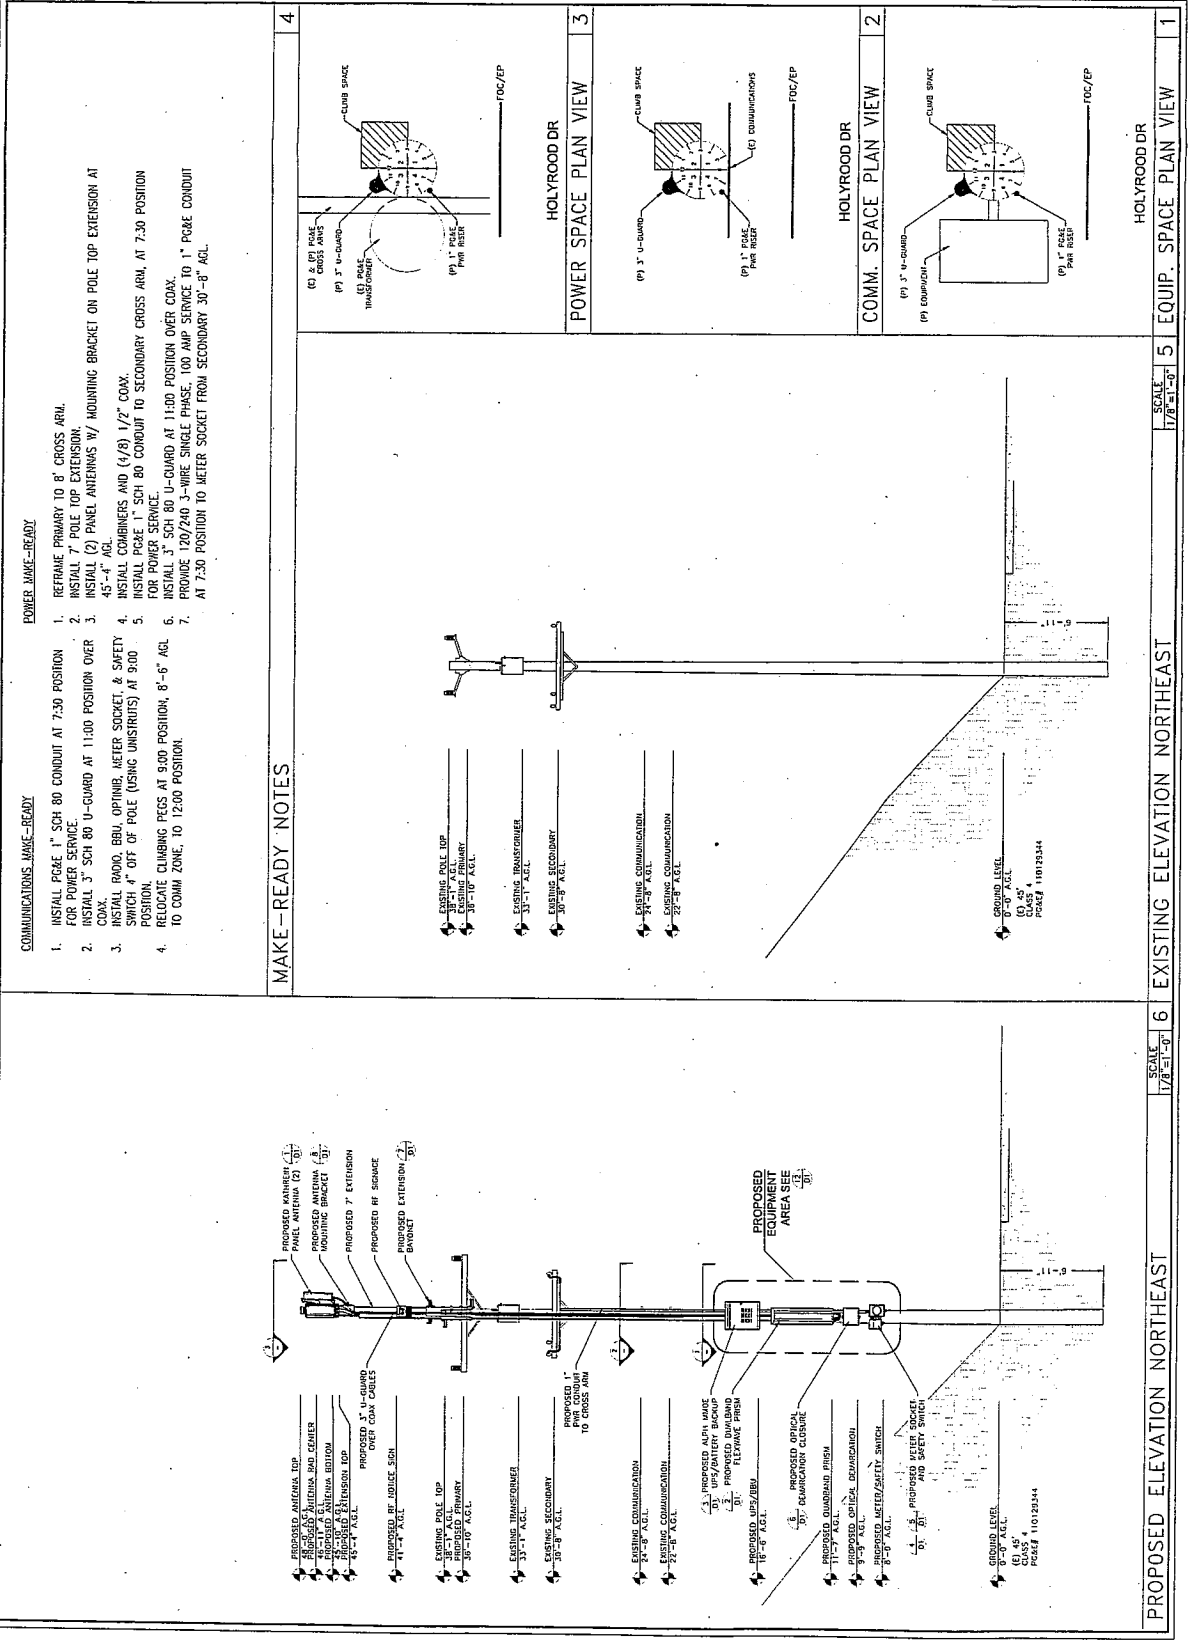 COMMUNICATIONS MAKE-READY
1. INSTALL PG&E 1" SCH 80 CONDUIT AT 7:30 POSITION
FOR POWER SERVICE.
2. INSTALL 3" SCH 80 U-GUARD AT 11:00 POSITION OVER
COAX.
3. INSTALL RADIO, BBU, OPTINIB, METER SOCKET, & SAFETY
SWITCH 4" OFF OF POLE (USING UNISTRUTS) AT 9:00
POSITION.
4. RELOCATE CLIMBING PEGS AT 9:00 POSITION, 8'-6" AGL
TO COMM ZONE, TO 12:00 POSITION.
POWER MAKE-READY
1. REFRAME PRIMARY TO 8' CROSS ARM.
2. INSTALL 7' POLE TOP EXTENSION.
3. INSTALL (2) PANEL ANTENNAS W/ MOUNTING BRACKET ON POLE TOP EXTENSION AT
45'-4" AGL.
4. INSTALL COMBINERS AND (4/8) 1/2" COAX.
5. INSTALL PG&E 1" SCH 80 CONDUIT TO SECONDARY CROSS ARM, AT 7:30 POSITION
FOR POWER SERVICE.
6. INSTALL 3" SCH 80 U-GUARD AT 11:00 POSITION OVER COAX.
7. PROVIDE 120/240 3-WIRE SINGLE PHASE, 100 AMP SERVICE TO 1" PG&E CONDUIT
AT 7:30 POSITION TO METER SOCKET FROM SECONDARY 30'-8" AGL.
MAKE-READY NOTES 4
(E) & (P) PG&E
CROSS ARMS
(P) 3" U-GUARD
(E) PG&E
TRANSFORMER
(P) 1" PG&E
PWR RISER
CLIMB SPACE
FOC/EP
HOLYROOD DR
POWER SPACE PLAN VIEW 3
(P) 3" U-GUARD
(P) 1" PG&E
PWR RISER
CLIMB SPACE
(E) COMMUNICATIONS
FOC/EP
HOLYROOD DR
COMM. SPACE PLAN VIEW 2
(P) 3" U-GUARD
(P) EQUIPMENT
(P) 1" PG&E
PWR RISER
CLIMB SPACE
FOC/EP
HOLYROOD DR
EQUIP. SPACE PLAN VIEW 1
EXISTING POLE TOP
38'-1" A.G.L.
EXISTING PRIMARY
36'-10" A.G.L.
EXISTING TRANSFORMER
33'-1" A.G.L.
EXISTING SECONDARY
30'-8" A.G.L.
EXISTING COMMUNICATION
24'-8" A.G.L.
EXISTING COMMUNICATION
22'-8" A.G.L.
GROUND LEVEL
0'-0" A.G.L.
(E) 45'
CLASS 4
PG&E# 110129344
6'-11"
EXISTING ELEVATION NORTHEAST
SCALE
1/8"=1'-0"
5
PROPOSED ANTENNA TOP
48'-0" A.G.L.
PROPOSED ANTENNA RAD CENTER
PROPOSED ANTENNA BOTTOM
45'-10" A.G.L.
PROPOSED EXTENSION TOP
45'-4" A.G.L.
PROPOSED 3" U-GUARD
OVER COAX CABLES
PROPOSED RF NOTICE SIGN
41'-4" A.G.L.
EXISTING POLE TOP
38'-1" A.G.L.
PROPOSED PRIMARY
36'-10" A.G.L.
EXISTING TRANSFORMER
33'-1" A.G.L.
EXISTING SECONDARY
30'-8" A.G.L.
PROPOSED 1"
PWR CONDUIT
TO CROSS ARM
EXISTING COMMUNICATION
24'-8" A.G.L.
EXISTING COMMUNICATION
22'-8" A.G.L.
UPS/BATTERY BACKUP
PROPOSED DUALBAND
FLEXWAVE PRISM
PROPOSED UPS/BBU
16'-6" A.G.L.
PROPOSED OPTICAL
DEMARCATION CLOSURE
PROPOSED QUADBAND PRISM
11'-7" A.G.L.
PROPOSED OPTICAL DEMARCATION
9'-9" A.G.L.
PROPOSED METER/SAFETY SWITCH
8'-0" A.G.L.
PROPOSED METER SOCKET
AND SAFETY SWITCH
GROUND LEVEL
0'-0" A.G.L.
(E) 45'
CLASS 4
PG&E# 110129344
PROPOSED KATHREIN
PANEL ANTENNA (2)
PROPOSED ANTENNA
MOUNTING BRACKET
PROPOSED 7' EXTENSION
PROPOSED RF SIGNAGE
PROPOSED EXTENSION
BAYONET
PROPOSED
EQUIPMENT
AREA SEE
12
D1
6'-11"
PROPOSED ELEVATION NORTHEAST
SCALE
1/8"=1'-0"
6